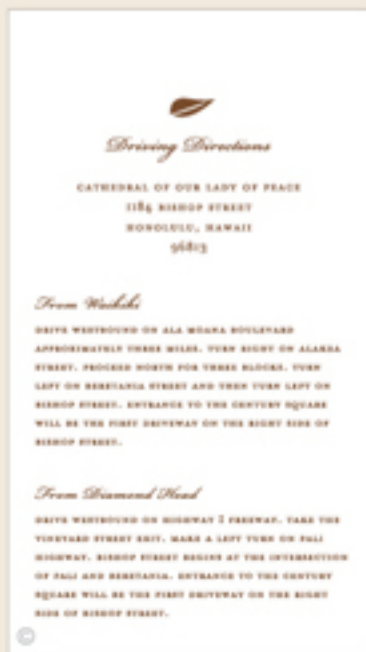 Driving Directions
CATHEDRAL OF OUR LADY OF PEACE
1184 BISHOP STREET
HONOLULU, HAWAII
96813
From Waikiki
DRIVE WESTBOUND ON ALA MOANA BOULEVARD
APPROXIMATELY THREE MILES. TURN RIGHT ON ALAKEA
STREET. PROCEED NORTH FOR THREE BLOCKS. TURN
LEFT ON BERETANIA STREET AND THEN TURN LEFT ON
BISHOP STREET. ENTRANCE TO THE CENTURY SQUARE
WILL BE THE FIRST DRIVEWAY ON THE RIGHT SIDE OF
BISHOP STREET.
From Diamond Head
DRIVE WESTBOUND ON HIGHWAY 1 FREEWAY. TAKE THE
VINEYARD STREET EXIT. MAKE A LEFT TURN ON PALI
HIGHWAY. BISHOP STREET BEGINS AT THE INTERSECTION
OF PALI AND BERETANIA. ENTRANCE TO THE CENTURY
SQUARE WILL BE THE FIRST DRIVEWAY ON THE RIGHT
SIDE OF BISHOP STREET.